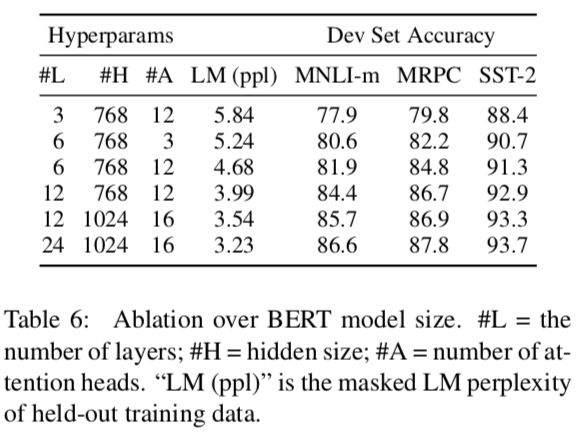 Hyperparams Dev Set Accuracy
#L #H #A LM (ppl) MNLI-m MRPC SST-2
3 768 12 5.84 77.9 79.8 88.4
6 768 3 5.24 80.6 82.2 90.7
6 768 12 4.68 81.9 84.8 91.3
12 768 12 3.99 84.4 86.7 92.9
12 1024 16 3.54 85.7 86.9 93.3
24 1024 16 3.23 86.6 87.8 93.7
Table 6: Ablation over BERT model size. #L = the
number of layers; #H = hidden size; #A = number of at-
tention heads. “LM (ppl)” is the masked LM perplexity
of held-out training data.